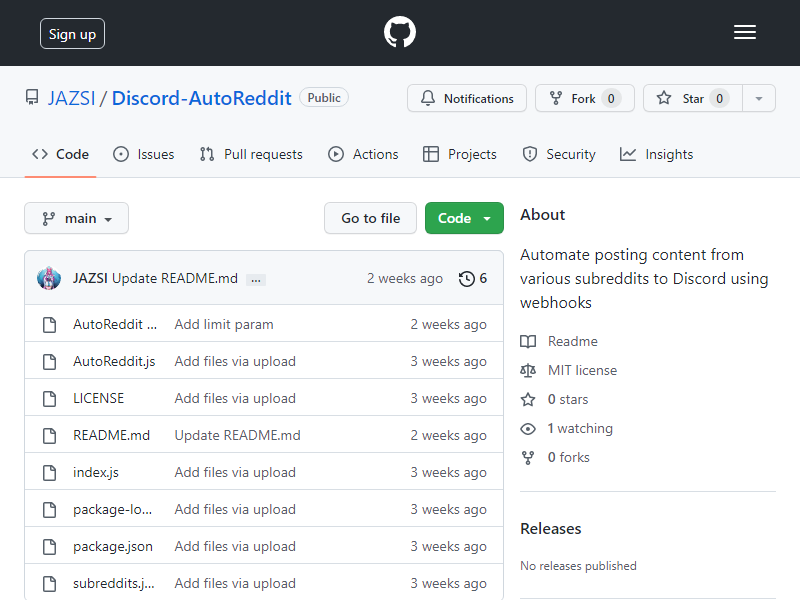 Sign up
JAZSI / Discord-AutoReddit Public
Notifications
Fork 0
Star 0
Code
Issues
Pull requests
Actions
Projects
Security
Insights
main
Go to file
Code
JAZSI Update README.md ... 2 weeks ago 6
AutoReddit ... Add limit param 2 weeks ago
AutoReddit.js Add files via upload 3 weeks ago
LICENSE Add files via upload 3 weeks ago
README.md Update README.md 2 weeks ago
index.js Add files via upload 3 weeks ago
package-lo... Add files via upload 3 weeks ago
package.json Add files via upload 3 weeks ago
subreddits.j... Add files via upload 3 weeks ago
About
Automate posting content from
various subreddits to Discord using
webhooks
Readme
MIT license
0 stars
1 watching
0 forks
Releases
No releases published